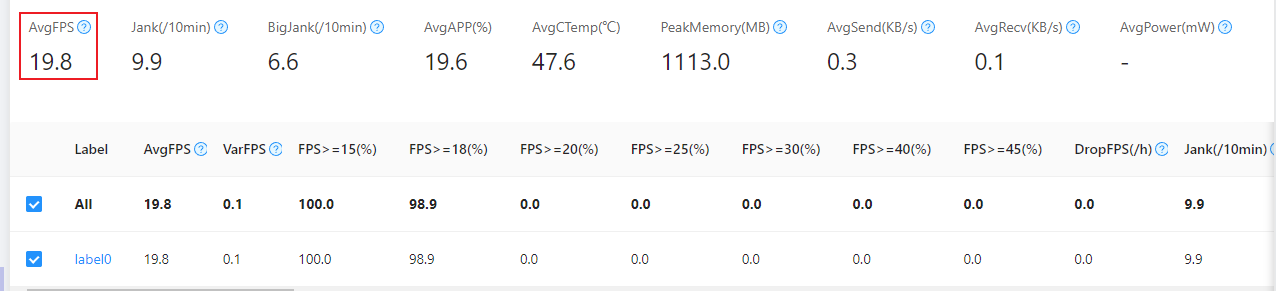 AvgFPS ? Jank(/10min) ? BigJank(/10min) ? AvgAPP(%) AvgCTemp(℃) PeakMemory(MB) ? AvgSend(KB/s) ? AvgRecv(KB/s) ? AvgPower(mW) ?
19.8 9.9 6.6 19.6 47.6 1113.0 0.3 0.1 -
Label AvgFPS ? VarFPS ? FPS>=15(%) FPS>=18(%) FPS>=20(%) FPS>=25(%) FPS>=30(%) FPS>=40(%) FPS>=45(%) DropFPS(/h) ? Jank(/10min)
All 19.8 0.1 100.0 98.9 0.0 0.0 0.0 0.0 0.0 0.0 9.9
label0 19.8 0.1 100.0 98.9 0.0 0.0 0.0 0.0 0.0 0.0 9.9